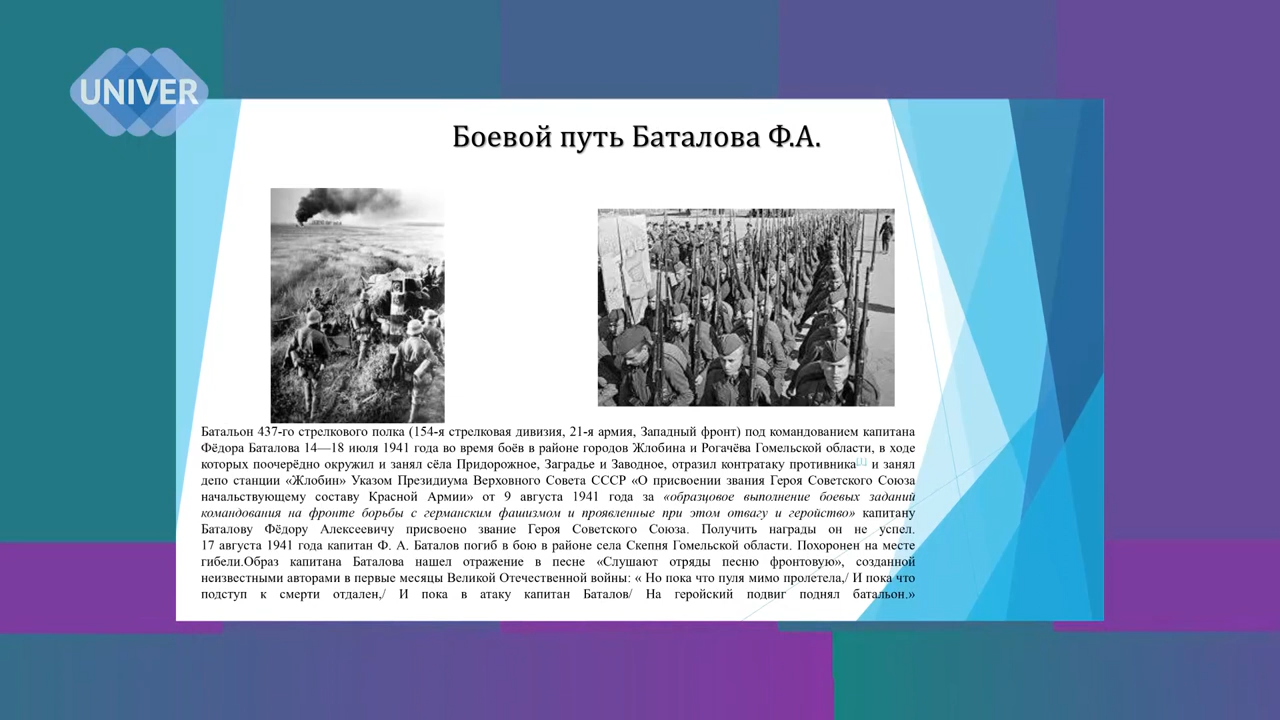 UNIVER
Боевой путь Баталова Ф.А.
Батальон 437-го стрелкового полка (154-я стрелковая дивизия, 21-я армия, Западный фронт) под командованием капитана
Фёдора Баталова 14—18 июля 1941 года во время боёв в районе городов Жлобина и Рогачёва Гомельской области, в ходе
которых поочерёдно окружил и занял сёла Придорожное, Заградье и Заводное, отразил контратаку противника[1] и занял
депо станции «Жлобин» Указом Президиума Верховного Совета СССР «О присвоении звания Героя Советского Союза
начальствующему составу Красной Армии» от 9 августа 1941 года за «образцовое выполнение боевых заданий
командования на фронте борьбы с германским фашизмом и проявленные при этом отвагу и геройство» капитану
Баталову Фёдору Алексеевичу присвоено звание Героя Советского Союза. Получить награды он не успел.
17 августа 1941 года капитан Ф. А. Баталов погиб в бою в районе села Скепня Гомельской области. Похоронен на месте
гибели.Образ капитана Баталова нашел отражение в песне «Слушают отряды песню фронтовую», созданной
неизвестными авторами в первые месяцы Великой Отечественной войны: « Но пока что пуля мимо пролетела,/ И пока что
подступ к смерти отдален,/ И пока в атаку капитан Баталов/ На геройский подвиг поднял батальон.»